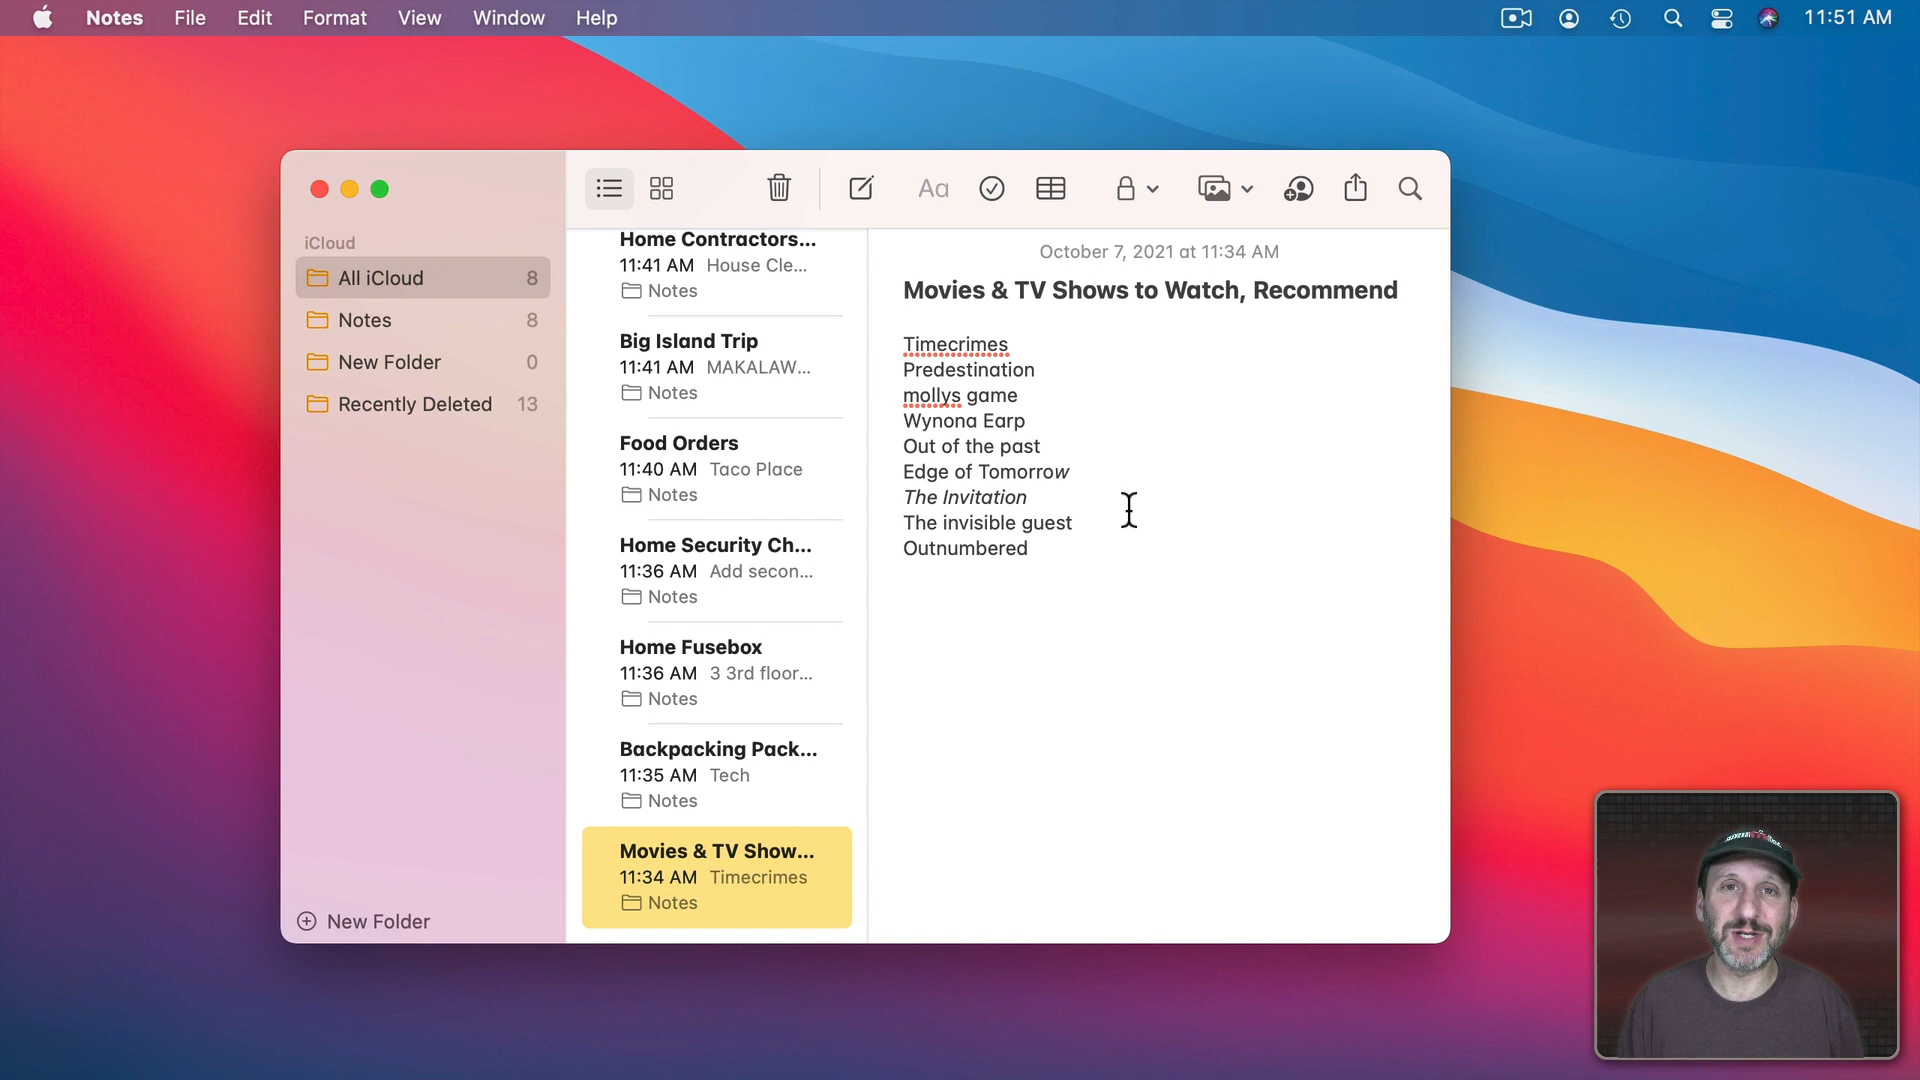 Notes File Edit Format View Window Help 11:51 AM
iCloud
All iCloud 8
Notes 8
New Folder 0
Recently Deleted 13
New Folder
Aa
Home Contractors...
11:41 AM House Cle...
Notes
Big Island Trip
11:41 AM MAKALAW...
Notes
Food Orders
11:40 AM Taco Place
Notes
Home Security Ch...
11:36 AM Add secon...
Notes
Home Fusebox
11:36 AM 3 3rd floor...
Notes
Backpacking Pack...
11:35 AM Tech
Notes
Movies & TV Show...
11:34 AM Timecrimes
Notes
October 7, 2021 at 11:34 AM
Movies & TV Shows to Watch, Recommend
Timecrimes
Predestination
mollys game
Wynona Earp
Out of the past
Edge of Tomorrow
The Invitation
The invisible guest
Outnumbered